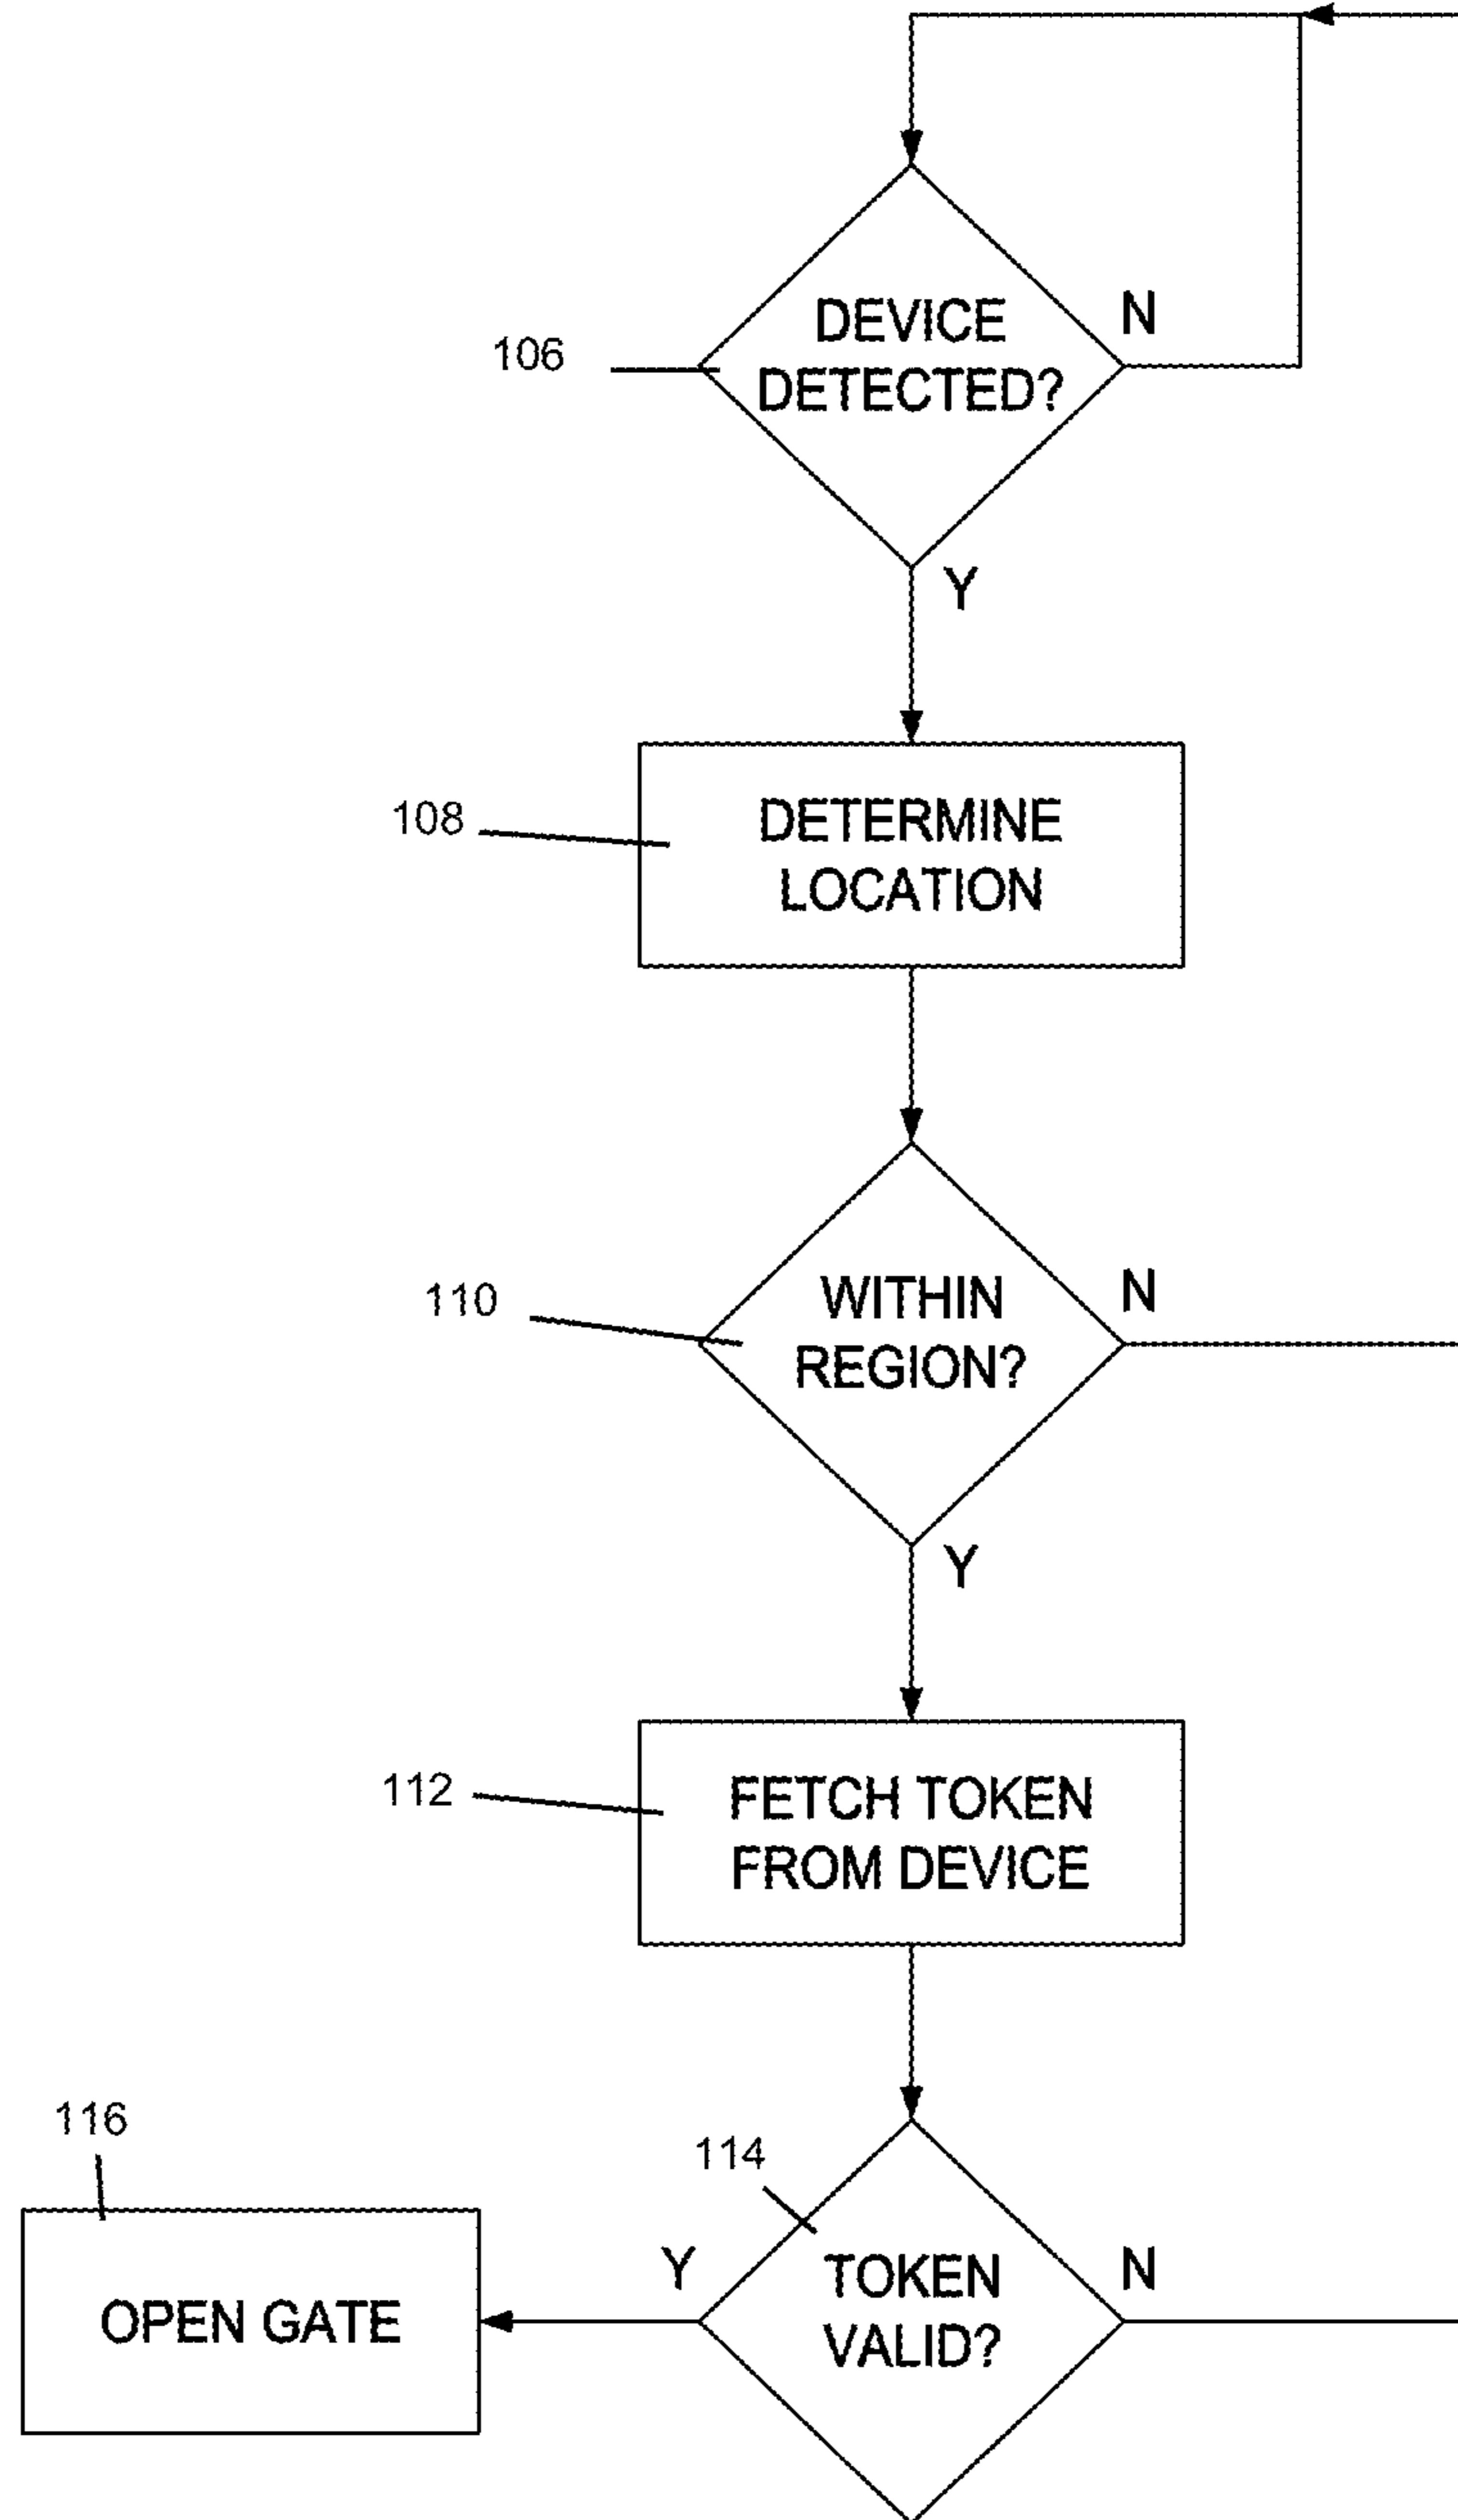 DEVICE
DETECTED?
N
106
Y
108
DETERMINE
LOCATION
110
WITHIN
REGION?
N
Y
112
FETCH TOKEN
FROM DEVICE
116
114
OPEN GATE
Y
TOKEN
VALID?
N